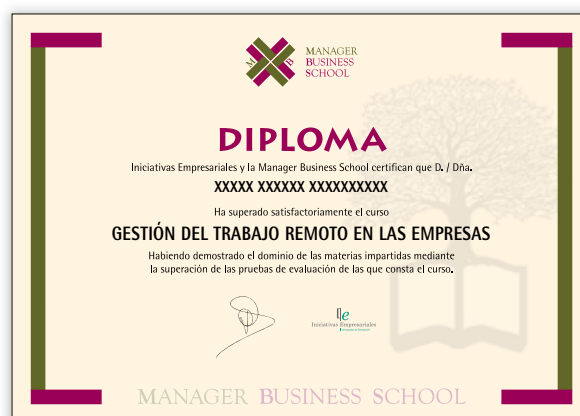 M B
MANAGER
BUSINESS
SCHOOL
DIPLOMA
Iniciativas Empresariales y la Manager Business School certifican que D. / Dña.
XXXXX XXXXXX XXXXXXXXXX
Ha superado satisfactoriamente el curso
GESTIÓN DEL TRABAJO REMOTO EN LAS EMPRESAS
Habiendo demostrado el dominio de las materias impartidas mediante
la superación de las pruebas de evaluación de las que consta el curso.
Iniciativas Empresariales
MANAGER BUSINESS SCHOOL